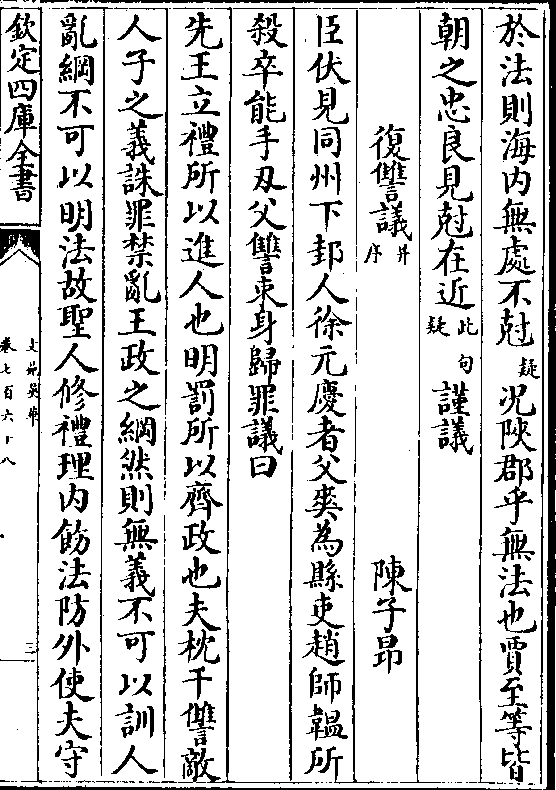 於法則海内無處不尅疑况陝郡乎無法也賈至等皆
朝之忠良見尅在近此句疑謹議
復讐議并序 陳子昂
臣伏見同州下邽人徐元慶者父爽為縣吏趙師韞所
殺卒能手刃父讐束身歸罪議曰
先王立禮所以進人也明罰所以齊政也夫枕干讐敵
人子之義誅罪禁亂王政之綱然則無義不可以訓人
亂綱不可以明法故聖人修禮理内飭法防外使夫守
欽定四庫全書
文苑英華
卷七百六十八
三